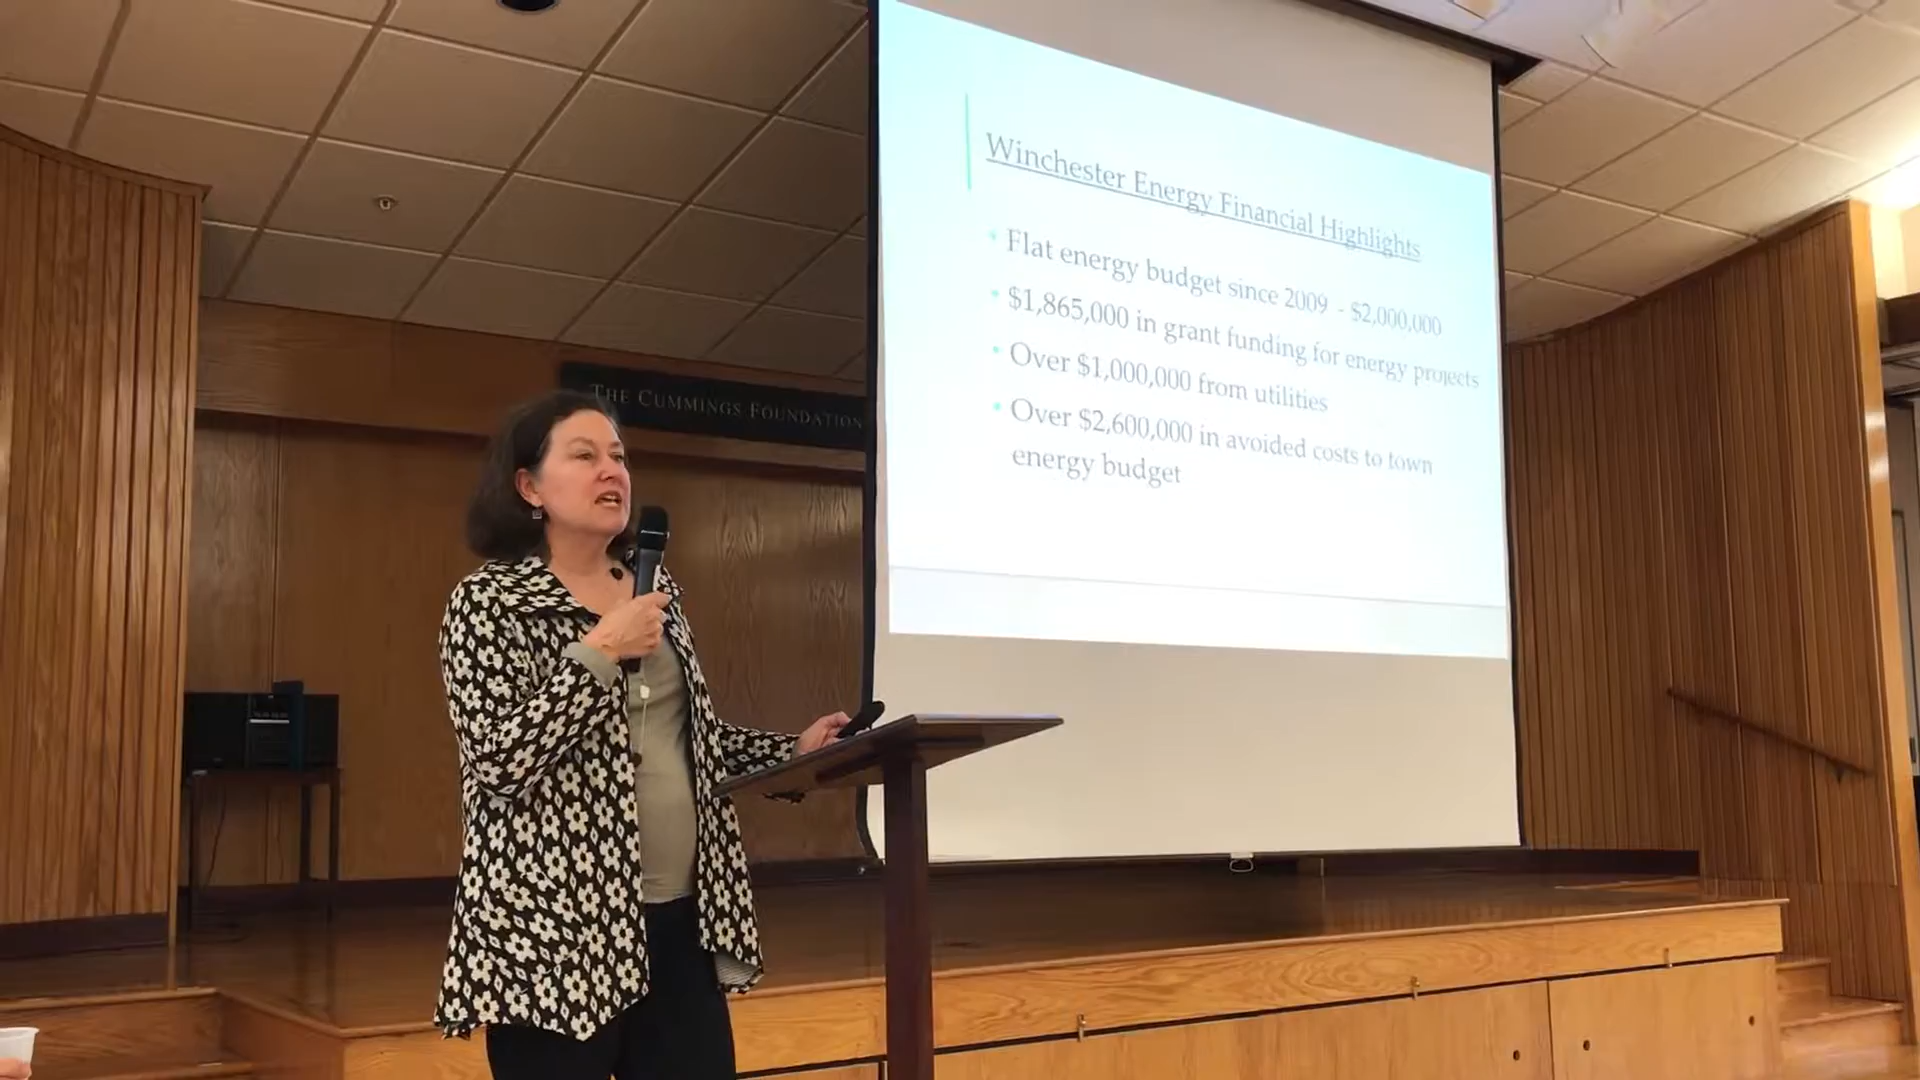 Winchester Energy Financial Highlights
• Flat energy budget since 2009 - $2,000,000
• $1,865,000 in grant funding for energy projects
• Over $1,000,000 from utilities
• Over $2,600,000 in avoided costs to town
energy budget
THE CUMMINGS FOUNDATION